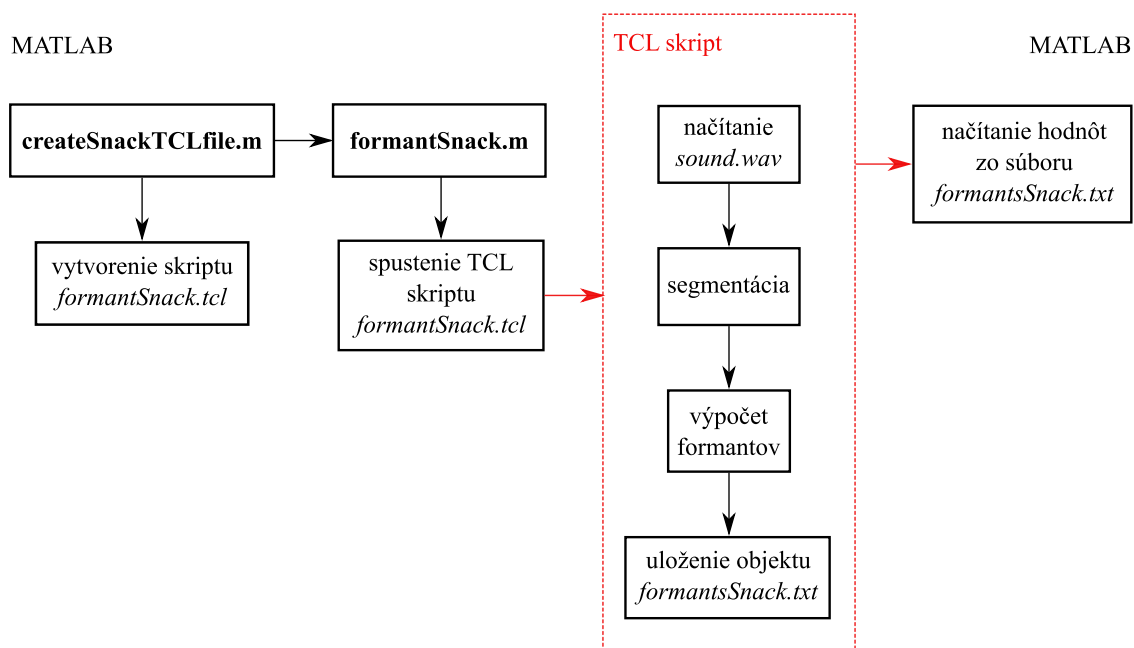 MATLAB
createSnackTCLfile.m
vytvorenie skriptu
formantSnack.tcl
formantSnack.m
spustenie TCL
skriptu
formantSnack.tcl
TCL skript
načítanie
sound.wav
segmentácia
výpočet
formantov
uloženie objektu
formantsSnack.txt
MATLAB
načítanie hodnôt
zo súboru
formantsSnack.txt